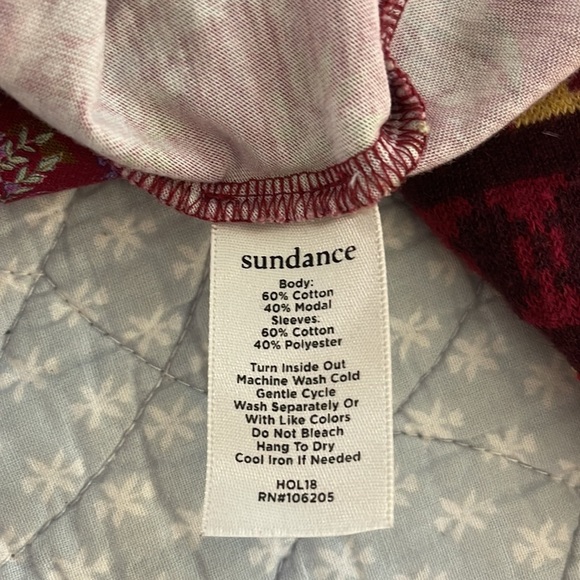 sundance
Body:
60% Cotton
40% Modal
Sleeves:
60% Cotton
40% Polyester
Turn Inside Out
Machine Wash Cold
Gentle Cycle
Wash Separately Or
With Like Colors
Do Not Bleach
Hang To Dry
Cool Iron If Needed
HOL18
RN#106205